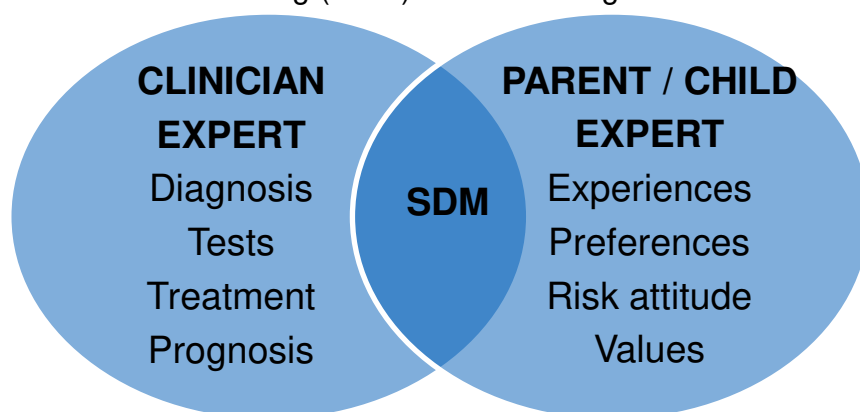 CLINICIAN
EXPERT
Diagnosis
Tests
Treatment
Prognosis
SDM
PARENT / CHILD
EXPERT
Experiences
Preferences
Risk attitude
Values